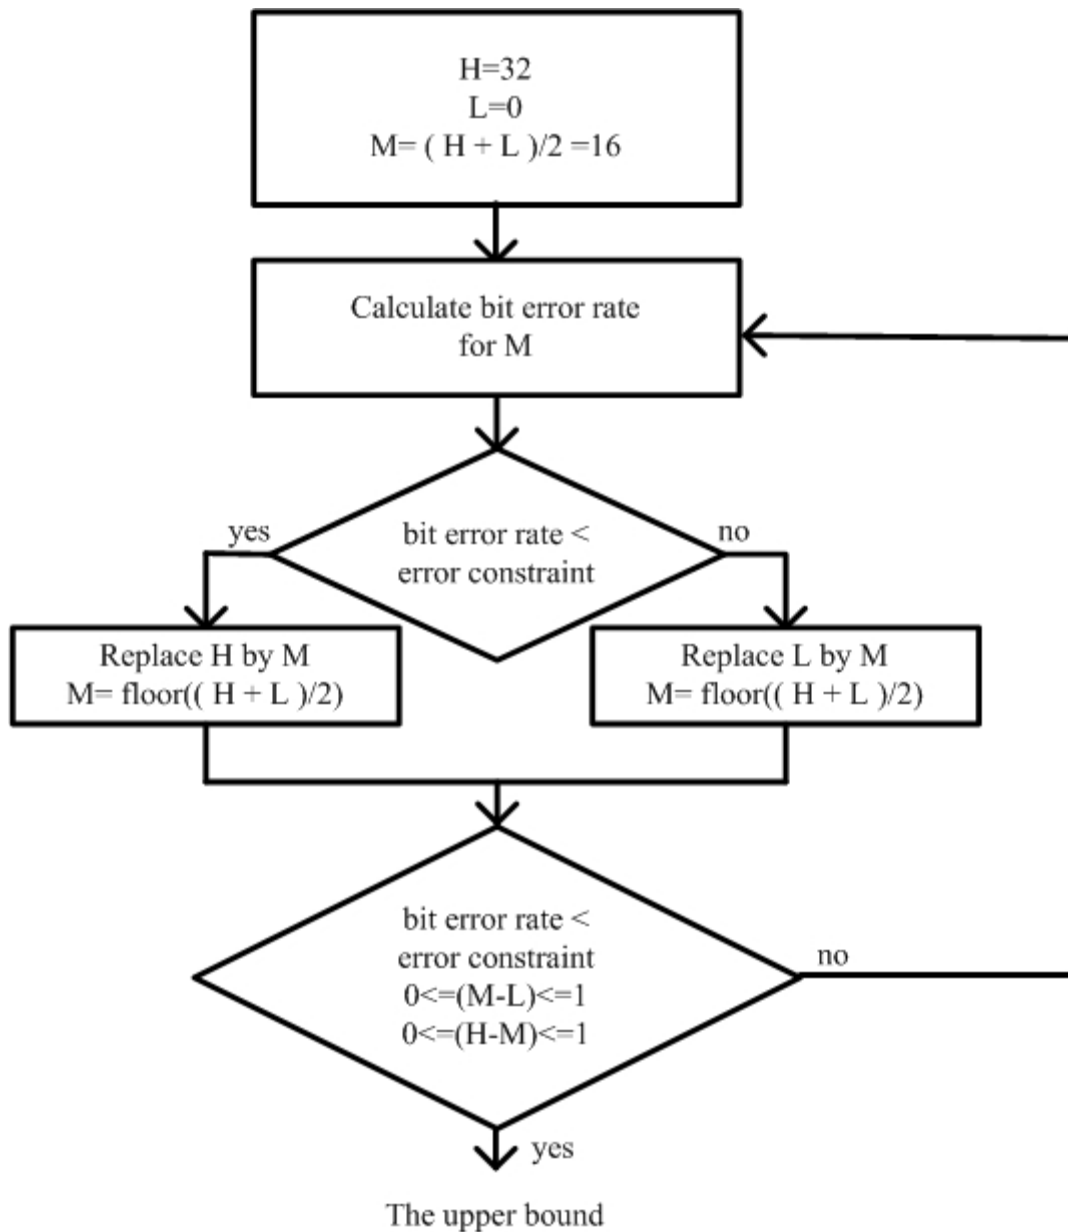 H=32
L=0
M= ( H + L )/2 =16
Calculate bit error rate
for M
bit error rate <
error constraint
yes
no
Replace H by M
M= floor(( H + L )/2)
Replace L by M
M= floor(( H + L )/2)
bit error rate <
error constraint
0<=(M-L)<=1
0<=(H-M)<=1
no
yes
The upper bound